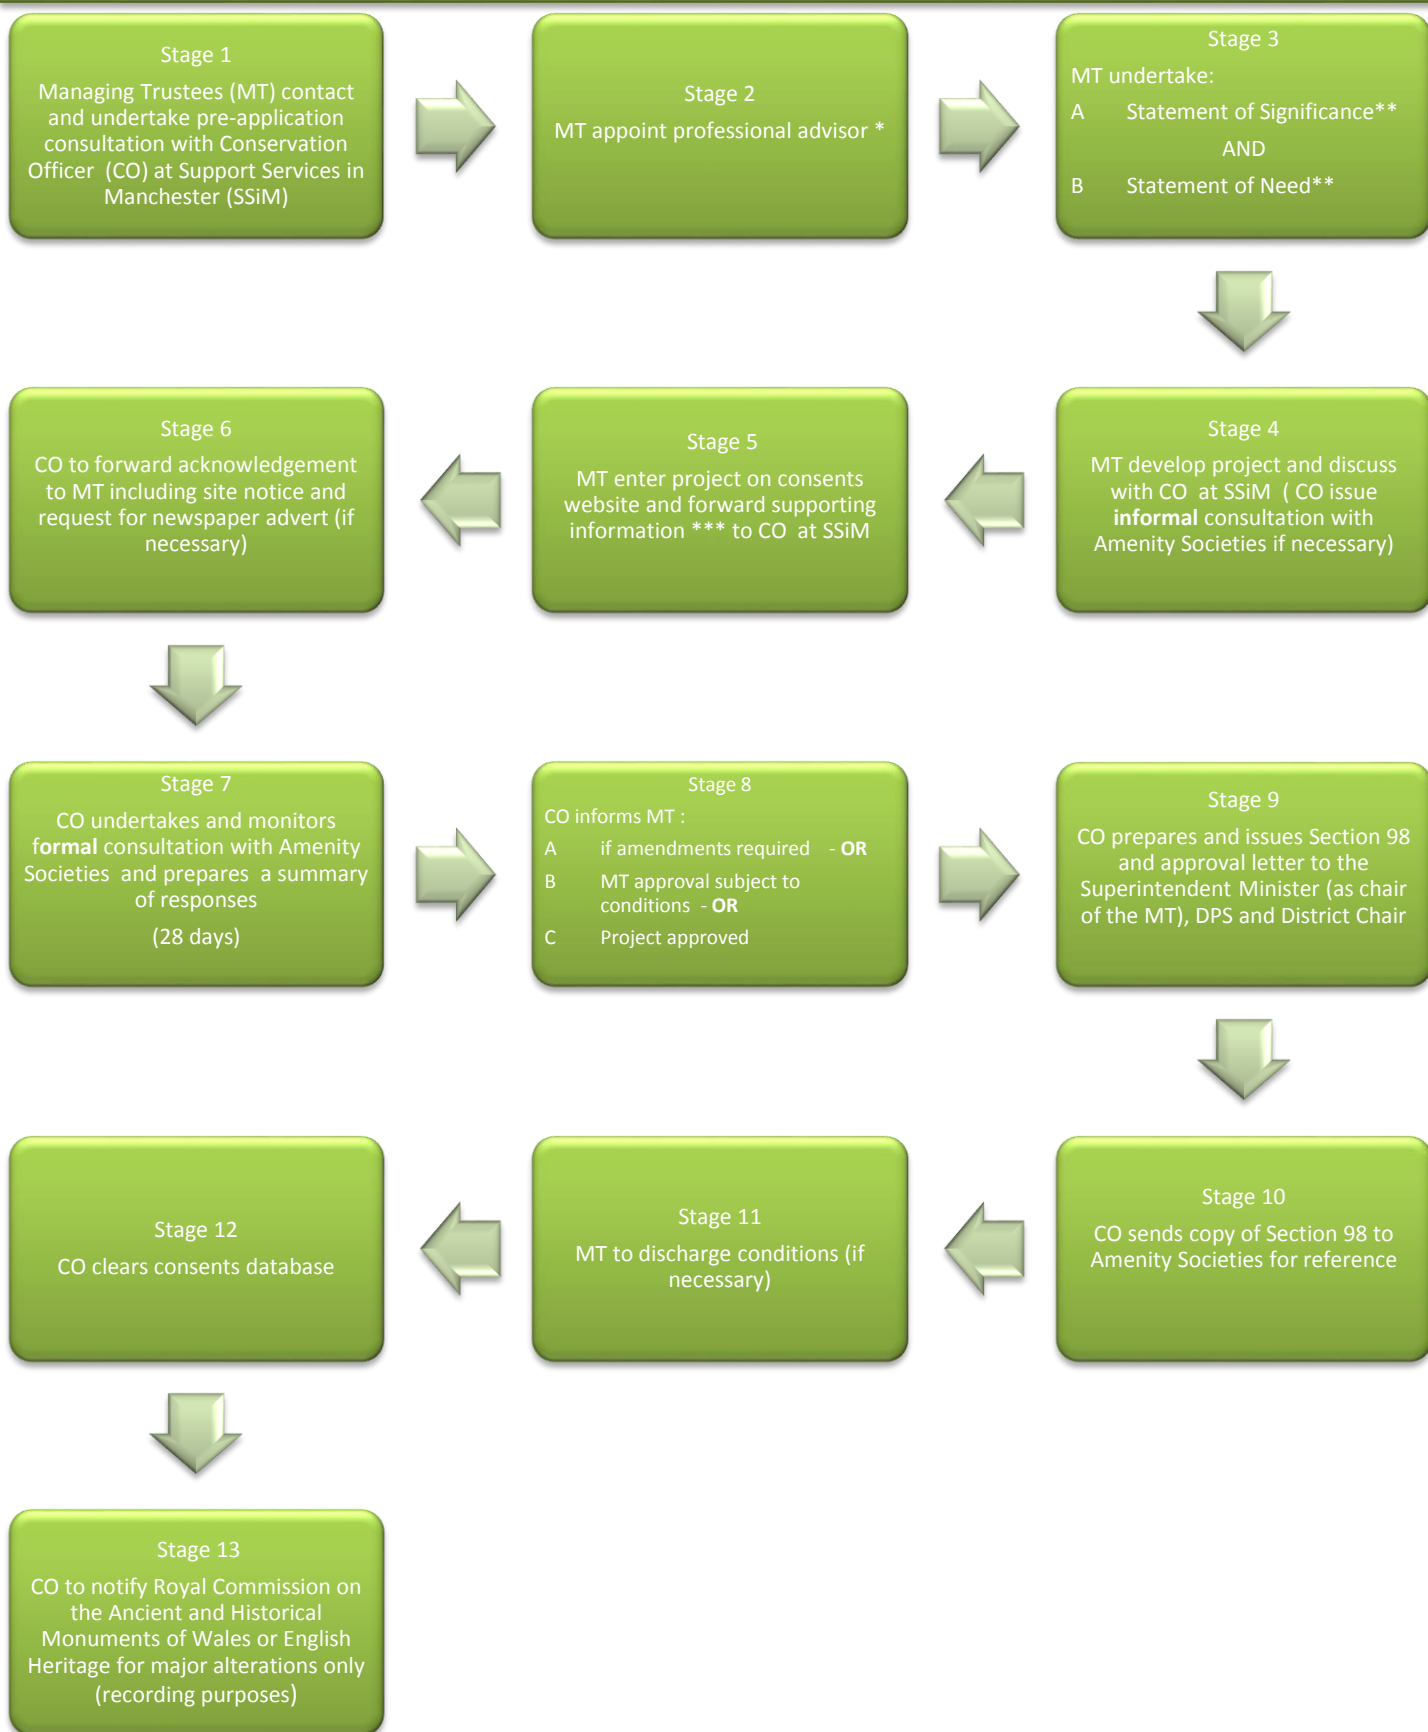 Stage 1
Managing Trustees (MT) contact
and undertake pre-application
consultation with Conservation
Officer (CO) at Support Services in
Manchester (SSiM)
Stage 2
MT appoint professional advisor *
Stage 3
MT undertake:
A Statement of Significance**
AND
B Statement of Need**
Stage 4
MT develop project and discuss
with CO at SSiM ( CO issue
informal consultation with
Amenity Societies if necessary)
Stage 5
MT enter project on consents
website and forward supporting
information *** to CO at SSiM
Stage 6
CO to forward acknowledgement
to MT including site notice and
request for newspaper advert (if
necessary)
Stage 7
CO undertakes and monitors
formal consultation with Amenity
Societies and prepares a summary
of responses
(28 days)
Stage 8
CO informs MT :
A if amendments required - OR
B MT approval subject to
conditions - OR
C Project approved
Stage 9
CO prepares and issues Section 98
and approval letter to the
Superintendent Minister (as chair
of the MT), DPS and District Chair
Stage 10
CO sends copy of Section 98 to
Amenity Societies for reference
Stage 11
MT to discharge conditions (if
necessary)
Stage 12
CO clears consents database
Stage 13
CO to notify Royal Commission on
the Ancient and Historical
Monuments of Wales or English
Heritage for major alterations only
(recording purposes)